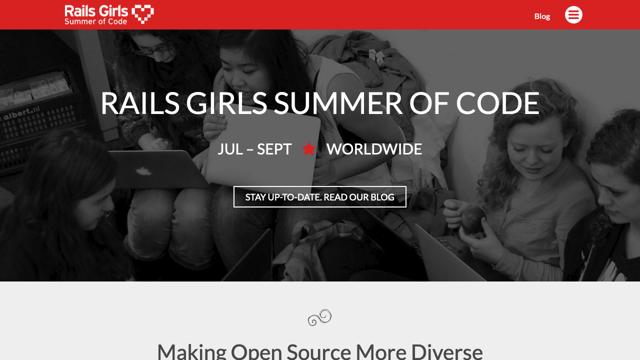 Rails Girls
Summer of Code
Blog
albert.nl
RAILS GIRLS SUMMER OF CODE
JUL – SEPT ★ WORLDWIDE
STAY UP-TO-DATE. READ OUR BLOG
Making Open Source More Diverse